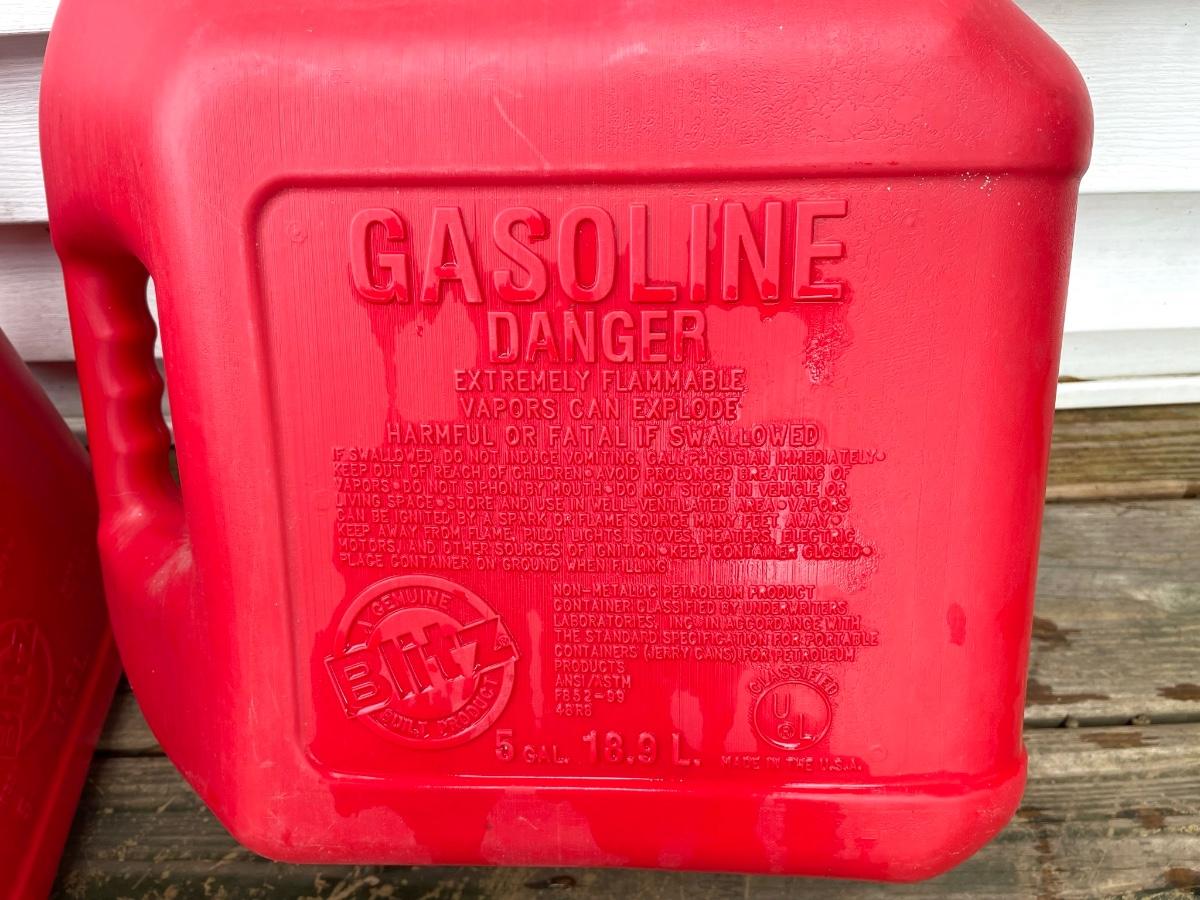 GASOLINE
DANGER
EXTREMELY FLAMMABLE
VAPORS CAN EXPLODE
HARMFUL OR FATAL IF SWALLOWED
IF SWALLOWED, DO NOT INDUCE VOMITING, CALL PHYSICIAN IMMEDIATELY•
KEEP OUT OF REACH OF CHILDREN•AVOID PROLONGED BREATHING OF
VAPORS•DO NOT SIPHON BY MOUTH•DO NOT STORE IN VEHICLE OR
LIVING SPACE•STORE AND USE IN WELL-VENTILATED AREA•VAPORS
CAN BE IGNITED BY A SPARK OR FLAME SOURCE MANY FEET AWAY•
KEEP AWAY FROM FLAME, PILOT LIGHTS, STOVES, HEATERS, ELECTRIC
MOTORS, AND OTHER SOURCES OF IGNITION•KEEP CONTAINER CLOSED•
PLACE CONTAINER ON GROUND WHEN FILLING
NON-METALLIC PETROLEUM PRODUCT
CONTAINER CLASSIFIED BY UNDERWRITERS
LABORATORIES, INC. IN ACCORDANCE WITH
THE STANDARD SPECIFICATION FOR PORTABLE
CONTAINERS (JERRY CANS) FOR PETROLEUM
PRODUCTS
ANSI/ASTM
F852-99
48R8
A GENUINE
Blitz®
BUILT PRODUCT
CLASSIFIED
U®L
5 GAL. 18.9 L.
MADE IN THE U.S.A.